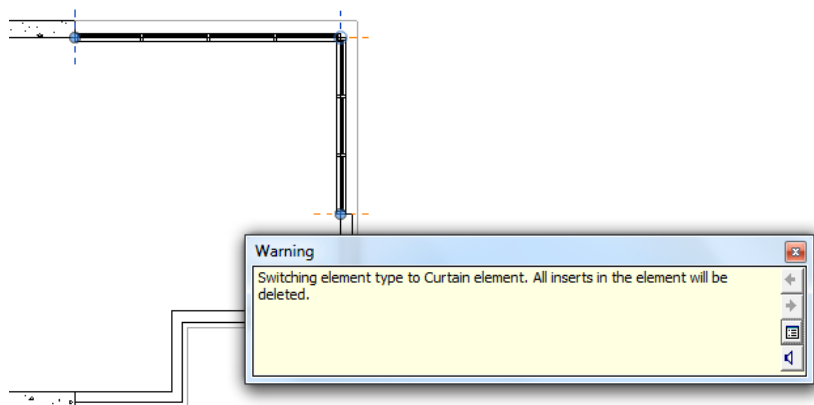 Warning
Switching element type to Curtain element. All inserts in the element will be
deleted.